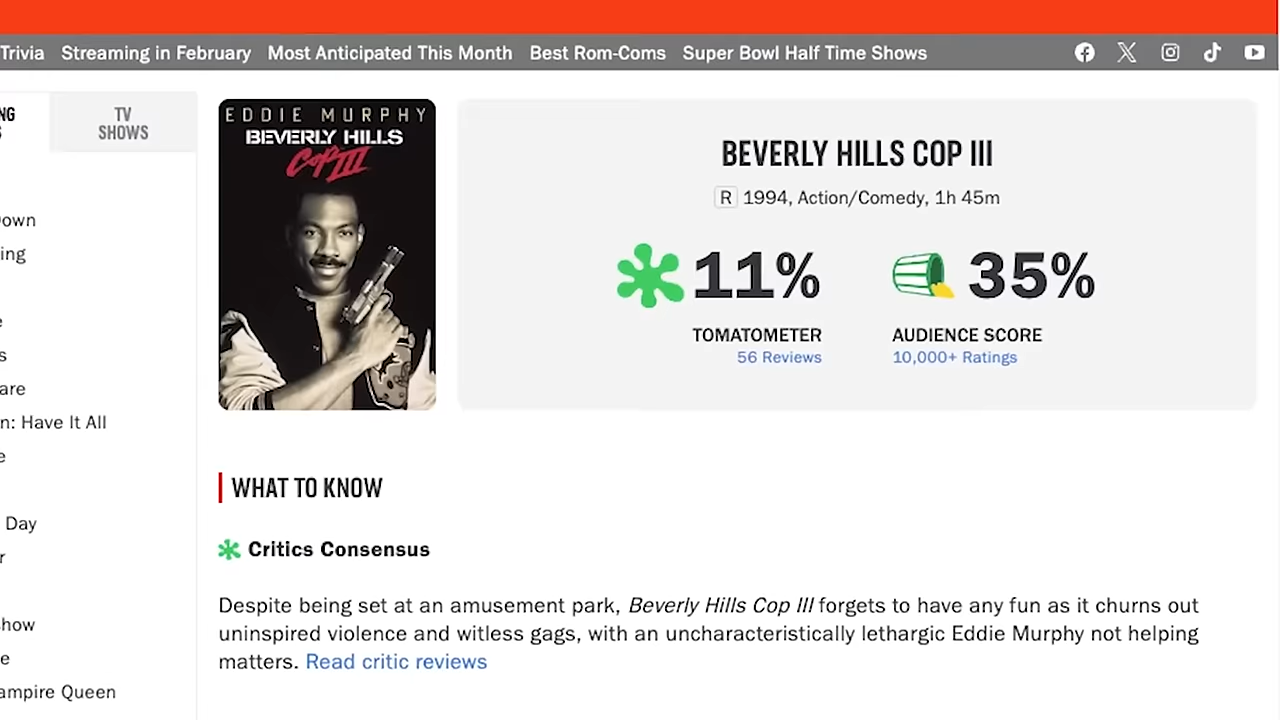 Trivia Streaming in February Most Anticipated This Month Best Rom-Coms Super Bowl Half Time Shows
TV
SHOWS
own
ing
are
n: Have It All
Day
how
ampire Queen
EDDIE MURPHY
BEVERLY HILLS
COP III
BEVERLY HILLS COP III
R 1994, Action/Comedy, 1h 45m
11% 35%
TOMATOMETER AUDIENCE SCORE
56 Reviews 10,000+ Ratings
WHAT TO KNOW
Critics Consensus
Despite being set at an amusement park, Beverly Hills Cop III forgets to have any fun as it churns out
uninspired violence and witless gags, with an uncharacteristically lethargic Eddie Murphy not helping
matters. Read critic reviews